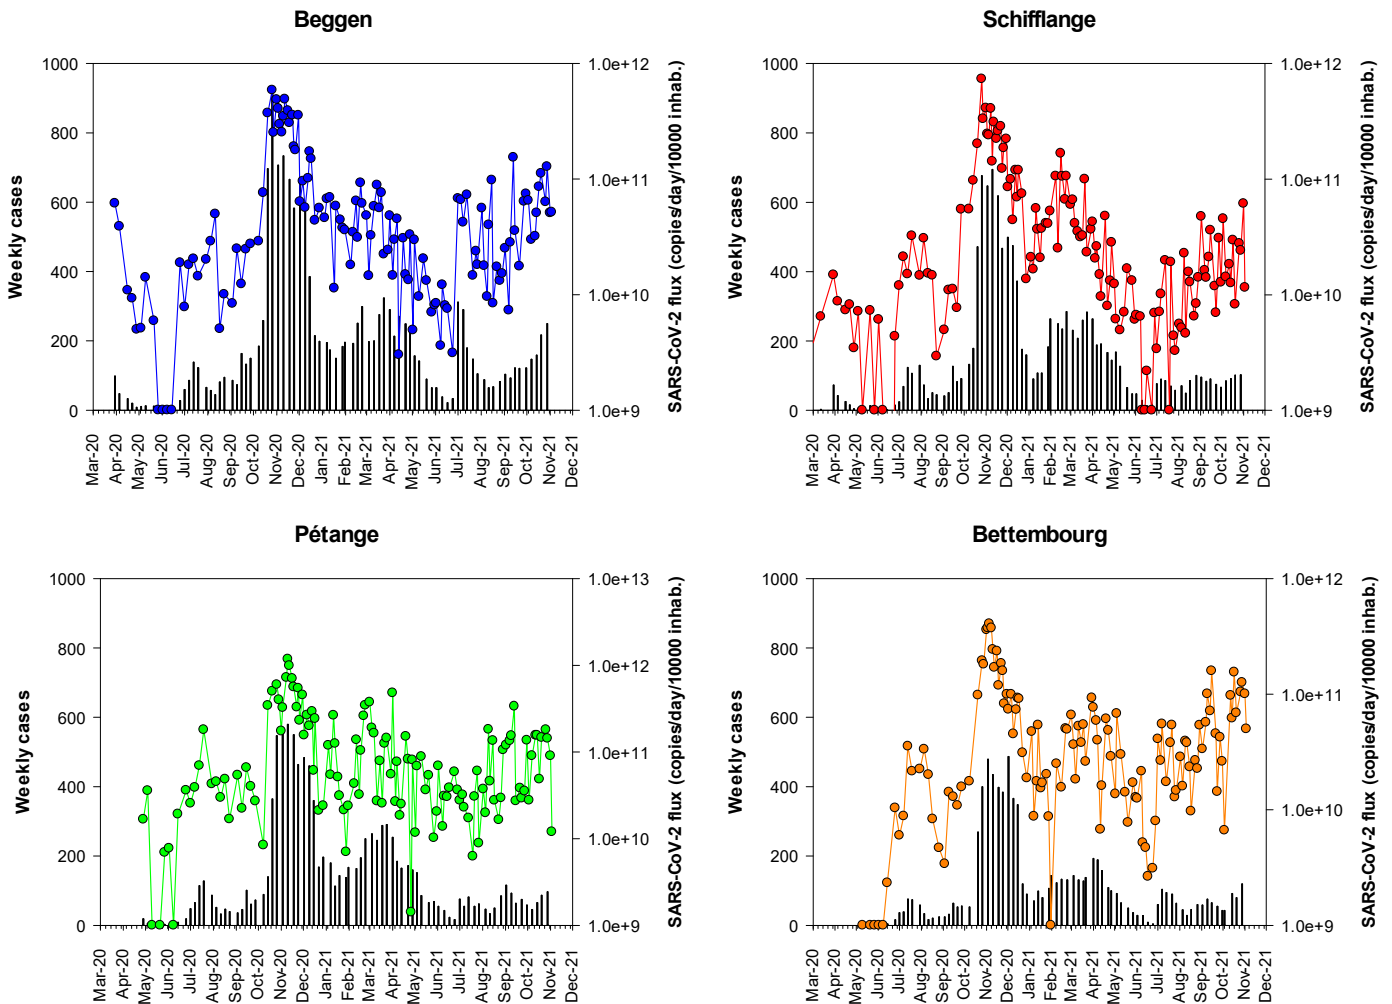 Beggen
Weekly cases
1000
800
600
400
200
0
1.0e+12
1.0e+11
1.0e+10
1.0e+9
SARS-CoV-2 flux (copies/day/10000 inhab.)
Mar-20
Apr-20
May-20
Jun-20
Jul-20
Aug-20
Sep-20
Oct-20
Nov-20
Dec-20
Jan-21
Feb-21
Mar-21
Apr-21
May-21
Jun-21
Jul-21
Aug-21
Sep-21
Oct-21
Nov-21
Dec-21
Schifflange
Weekly cases
1000
800
600
400
200
0
1.0e+12
1.0e+11
1.0e+10
1.0e+9
SARS-CoV-2 flux (copies/day/10000 inhab.)
Mar-20
Apr-20
May-20
Jun-20
Jul-20
Aug-20
Sep-20
Oct-20
Nov-20
Dec-20
Jan-21
Feb-21
Mar-21
Apr-21
May-21
Jun-21
Jul-21
Aug-21
Sep-21
Oct-21
Nov-21
Dec-21
Pétange
Weekly cases
1000
800
600
400
200
0
1.0e+13
1.0e+12
1.0e+11
1.0e+10
1.0e+9
SARS-CoV-2 flux (copies/day/10000 inhab.)
Mar-20
Apr-20
May-20
Jun-20
Jul-20
Aug-20
Sep-20
Oct-20
Nov-20
Dec-20
Jan-21
Feb-21
Mar-21
Apr-21
May-21
Jun-21
Jul-21
Aug-21
Sep-21
Oct-21
Nov-21
Dec-21
Bettembourg
Weekly cases
1000
800
600
400
200
0
1.0e+12
1.0e+11
1.0e+10
1.0e+9
SARS-CoV-2 flux (copies/day/10000 inhab.)
Mar-20
Apr-20
May-20
Jun-20
Jul-20
Aug-20
Sep-20
Oct-20
Nov-20
Dec-20
Jan-21
Feb-21
Mar-21
Apr-21
May-21
Jun-21
Jul-21
Aug-21
Sep-21
Oct-21
Nov-21
Dec-21